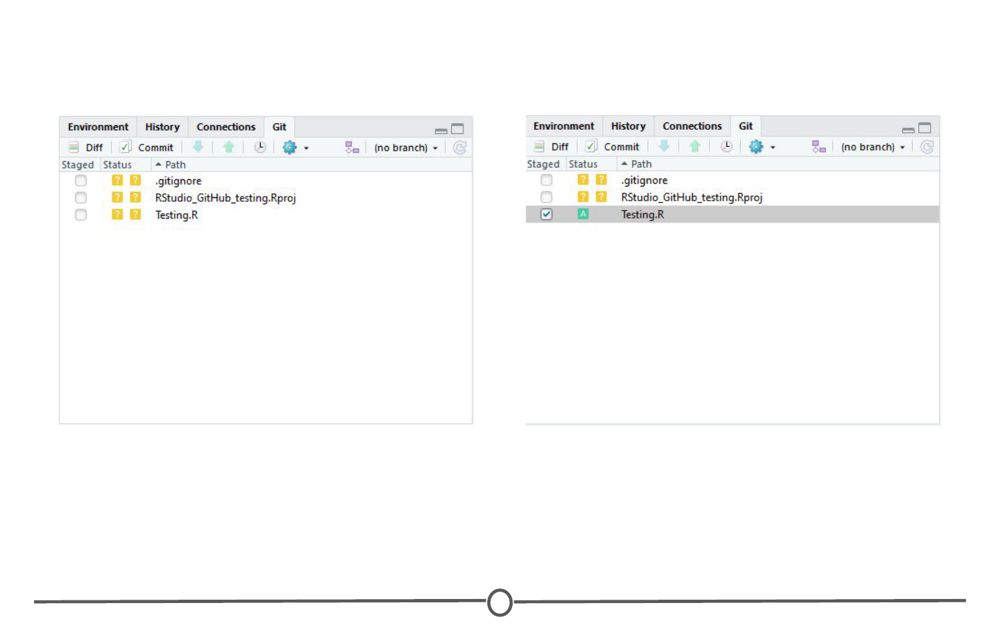 Environment History Connections Git
Diff Commit (no branch)
Staged Status Path
? ? .gitignore
? ? RStudio_GitHub_testing.Rproj
? ? Testing.R
Environment History Connections Git
Diff Commit (no branch)
Staged Status Path
? ? .gitignore
? ? RStudio_GitHub_testing.Rproj
A Testing.R